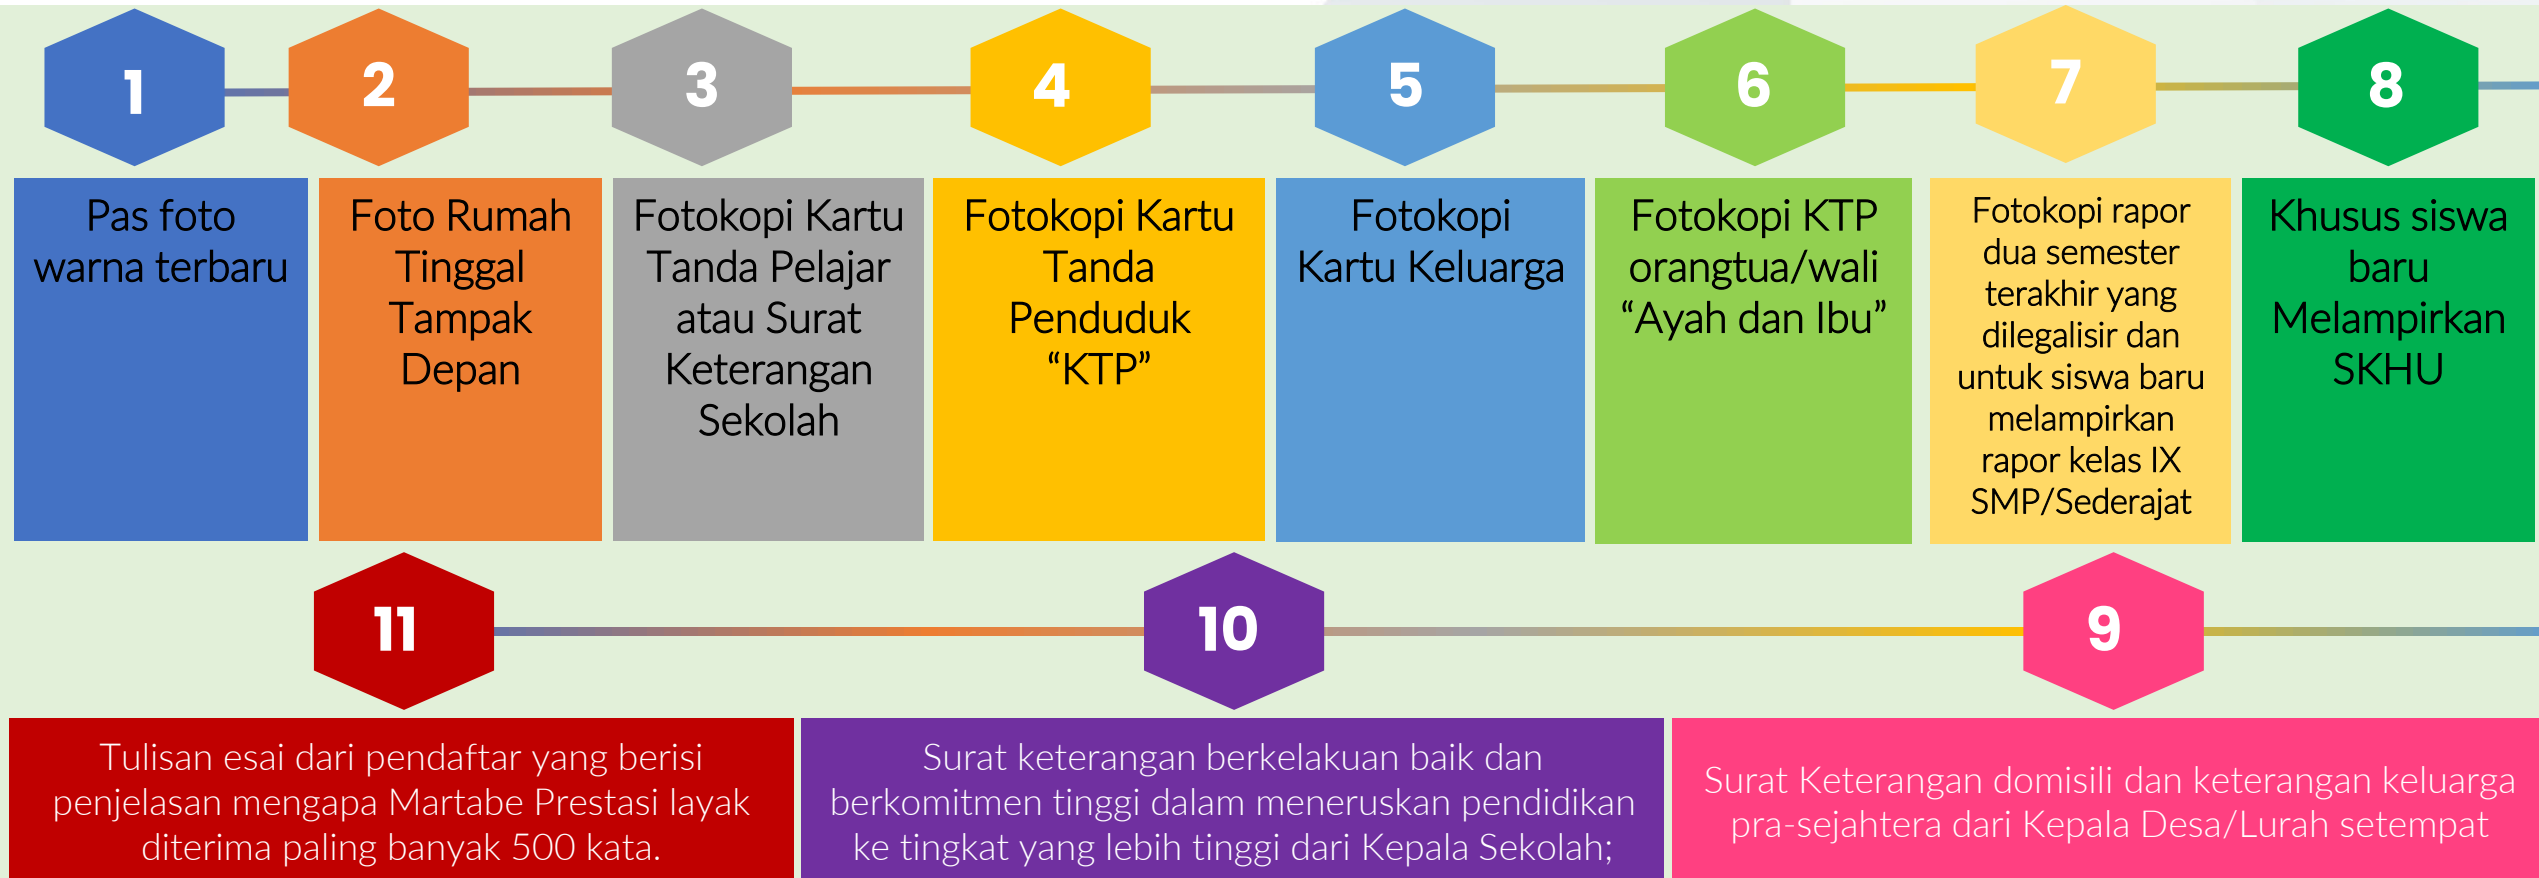 1
Pas foto
warna terbaru
2
Foto Rumah
Tinggal
Tampak
Depan
3
Fotokopi Kartu
Tanda Pelajar
atau Surat
Keterangan
Sekolah
4
Fotokopi Kartu
Tanda
Penduduk
“KTP”
5
Fotokopi
Kartu Keluarga
6
Fotokopi KTP
orangtua/wali
“Ayah dan Ibu”
7
Fotokopi rapor
dua semester
terakhir yang
dilegalisir dan
untuk siswa baru
melampirkan
rapor kelas IX
SMP/Sederajat
8
Khusus siswa
baru
Melampirkan
SKHU
9
Surat Keterangan domisili dan keterangan keluarga
pra-sejahtera dari Kepala Desa/Lurah setempat
10
Surat keterangan berkelakuan baik dan
berkomitmen tinggi dalam meneruskan pendidikan
ke tingkat yang lebih tinggi dari Kepala Sekolah;
11
Tulisan esai dari pendaftar yang berisi
penjelasan mengapa Martabe Prestasi layak
diterima paling banyak 500 kata.